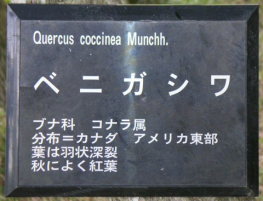 Quercus coccinea Munchh.
ベニガシワ
ブナ科　コナラ属
分布＝カナダ　アメリカ東部
葉は羽状深裂
秋によく紅葉